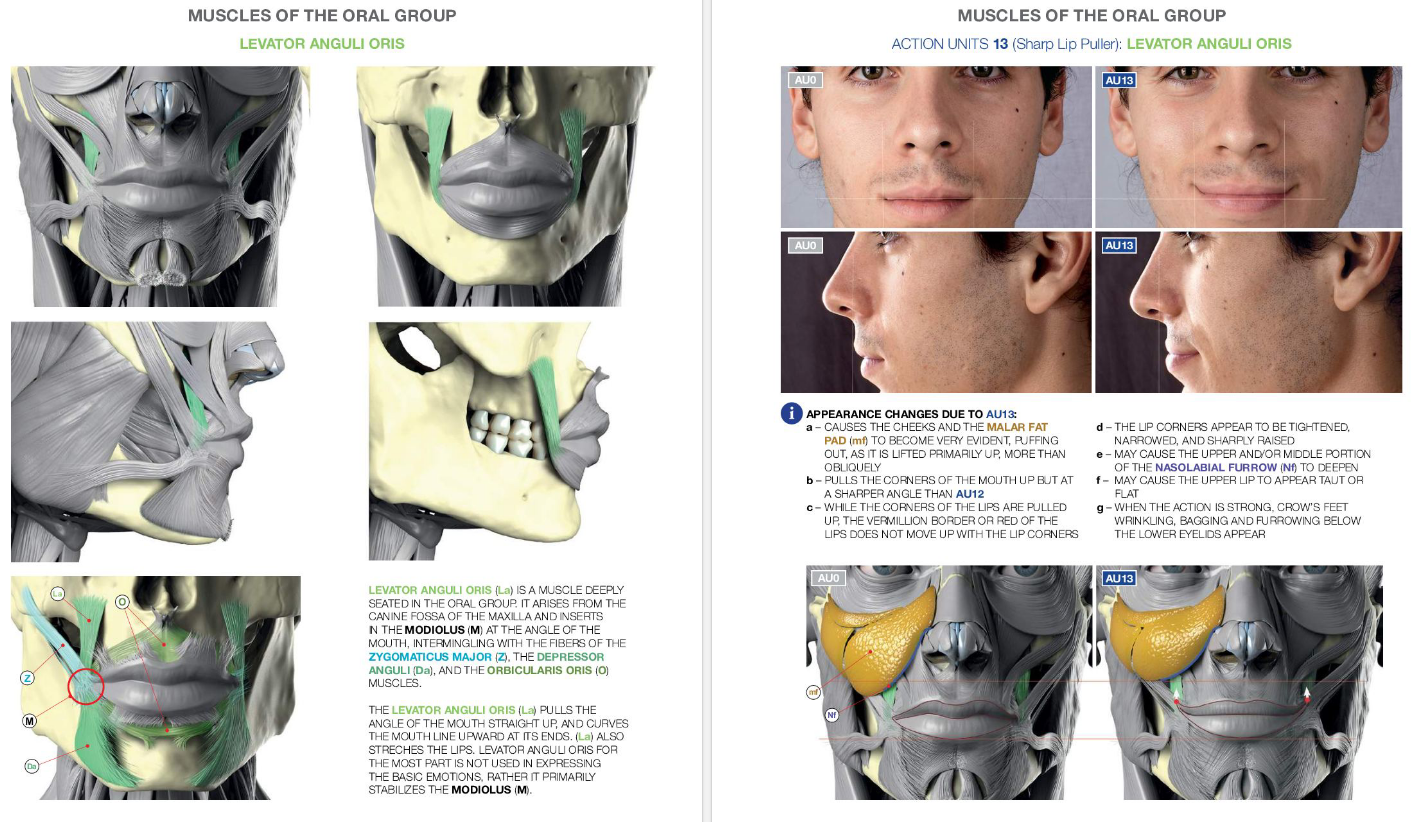 MUSCLES OF THE ORAL GROUP
LEVATOR ANGULI ORIS
La
O
Z
M
Da
LEVATOR ANGULI ORIS (La) IS A MUSCLE DEEPLY
SEATED IN THE ORAL GROUP. IT ARISES FROM THE
CANINE FOSSA OF THE MAXILLA AND INSERTS
IN THE MODIOLUS (M) AT THE ANGLE OF THE
MOUTH, INTERMINGLING WITH THE FIBERS OF THE
ZYGOMATICUS MAJOR (Z), THE DEPRESSOR
ANGULI (Da), AND THE ORBICULARIS ORIS (O)
MUSCLES.
THE LEVATOR ANGULI ORIS (La) PULLS THE
ANGLE OF THE MOUTH STRAIGHT UP, AND CURVES
THE MOUTH LINE UPWARD AT ITS ENDS. (La) ALSO
STRECHES THE LIPS. LEVATOR ANGULI ORIS FOR
THE MOST PART IS NOT USED IN EXPRESSING
THE BASIC EMOTIONS, RATHER IT PRIMARILY
STABILIZES THE MODIOLUS (M).
MUSCLES OF THE ORAL GROUP
ACTION UNITS 13 (Sharp Lip Puller): LEVATOR ANGULI ORIS
AU0
AU13
AU0
AU13
i APPEARANCE CHANGES DUE TO AU13:
a – CAUSES THE CHEEKS AND THE MALAR FAT
PAD (mf) TO BECOME VERY EVIDENT, PUFFING
OUT, AS IT IS LIFTED PRIMARILY UP, MORE THAN
OBLIQUELY
b – PULLS THE CORNERS OF THE MOUTH UP BUT AT
A SHARPER ANGLE THAN AU12
c – WHILE THE CORNERS OF THE LIPS ARE PULLED
UP, THE VERMILLION BORDER OR RED OF THE
LIPS DOES NOT MOVE UP WITH THE LIP CORNERS
d – THE LIP CORNERS APPEAR TO BE TIGHTENED,
NARROWED, AND SHARPLY RAISED
e – MAY CAUSE THE UPPER AND/OR MIDDLE PORTION
OF THE NASOLABIAL FURROW (Nf) TO DEEPEN
f – MAY CAUSE THE UPPER LIP TO APPEAR TAUT OR
FLAT
g – WHEN THE ACTION IS STRONG, CROW'S FEET
WRINKLING, BAGGING AND FURROWING BELOW
THE LOWER EYELIDS APPEAR
AU0
AU13
mf
Nf